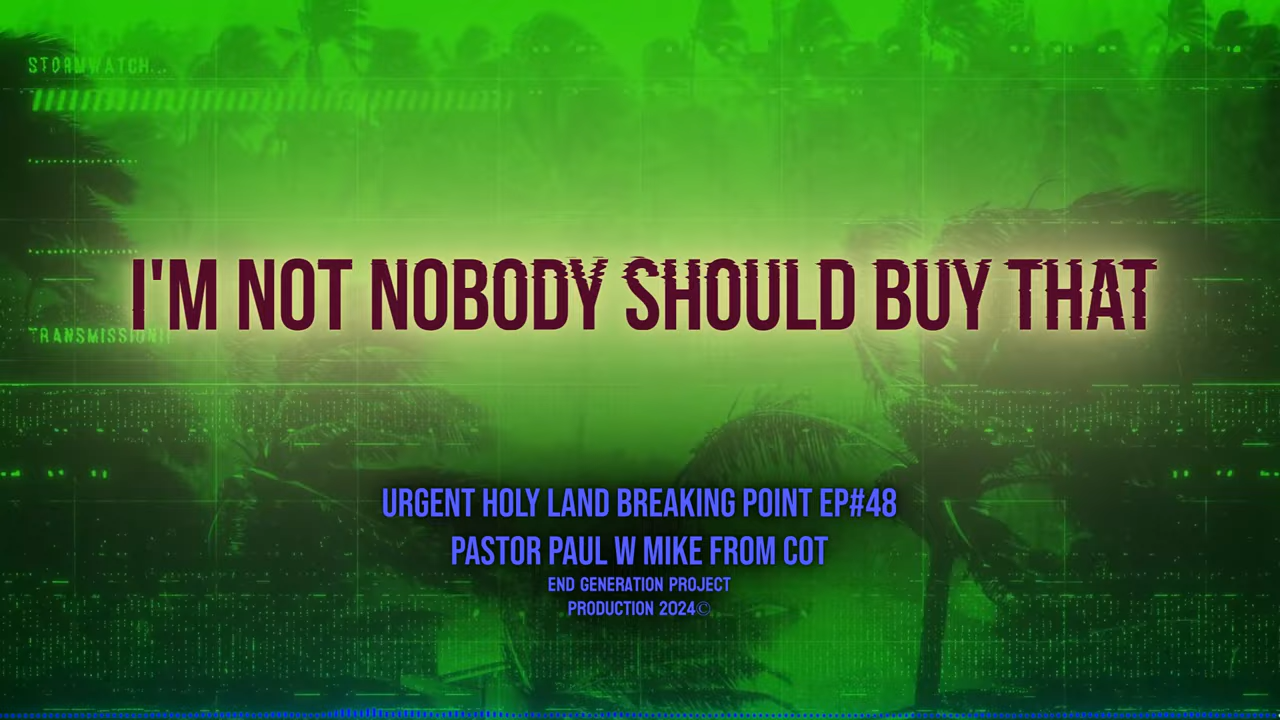 STORMWATCH...
I'M NOT NOBODY SHOULD BUY THAT
TRANSMISSION
URGENT HOLY LAND BREAKING POINT EP#48
PASTOR PAUL W MIKE FROM COT
END GENERATION PROJECT
PRODUCTION 2024©